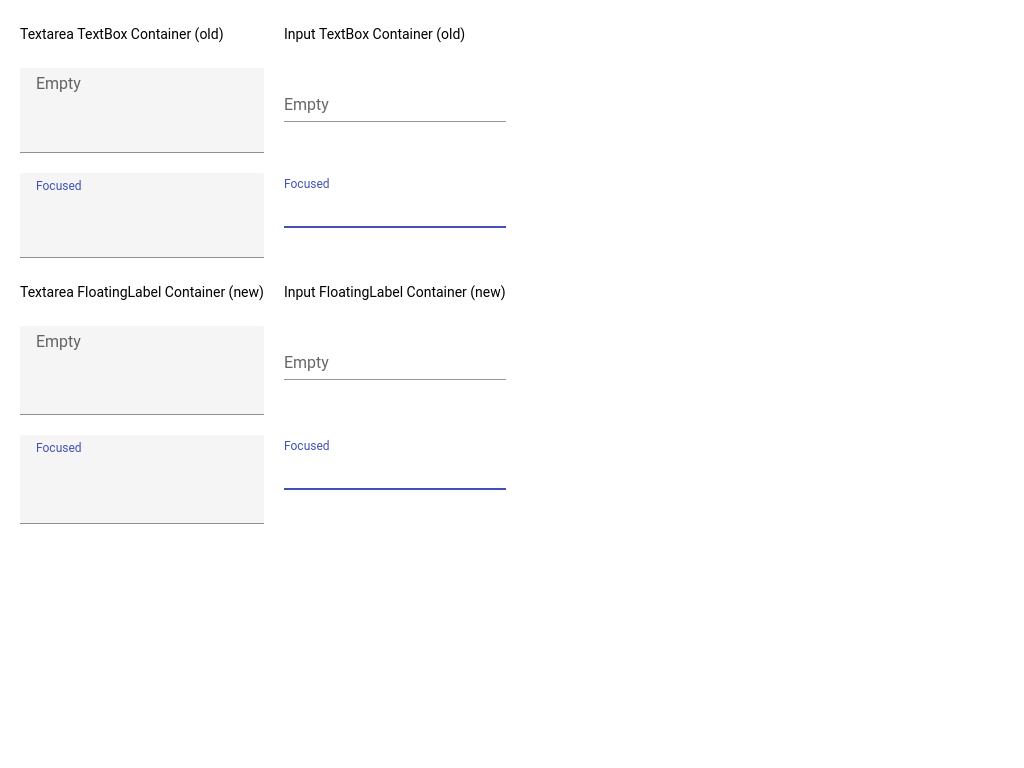 Textarea TextBox Container (old)
Input TextBox Container (old)
Empty
Empty
Focused
Focused
Textarea FloatingLabel Container (new)
Input FloatingLabel Container (new)
Empty
Empty
Focused
Focused